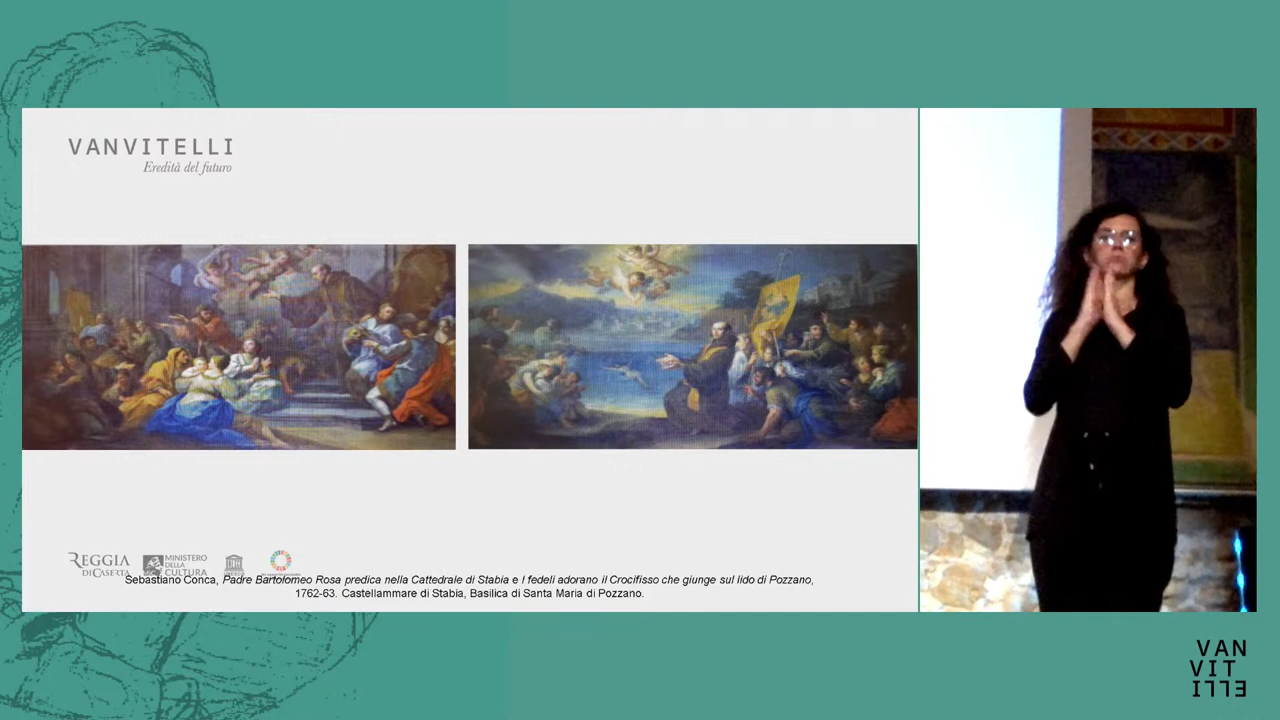 VANVITELLI
Eredità del futuro
REGGIA
DI CASERTA
MINISTERO
DELLA
CULTURA
Sebastiano Conca, Padre Bartolomeo Rosa predica nella Cattedrale di Stabia e I fedeli adorano il Crocifisso che giunge sul lido di Pozzano,
1762-63. Castellammare di Stabia, Basilica di Santa Maria di Pozzano.
VAN
VIT
ELLI